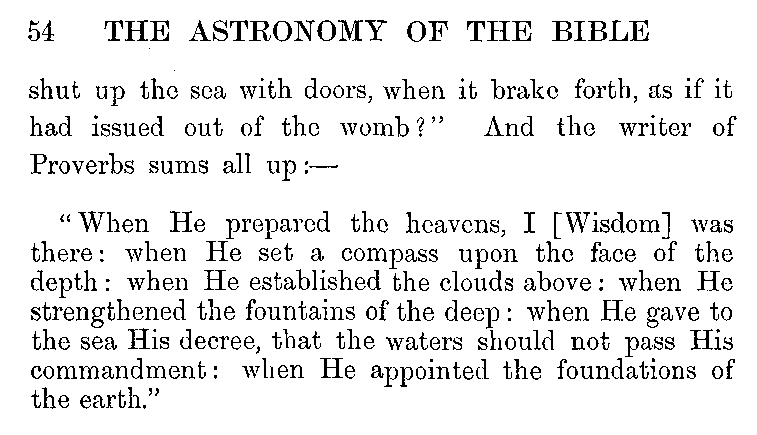 54 THE ASTRONOMY OF THE BIBLE
shut up the sea with doors, when it brake forth, as if it
had issued out of the womb?” And the writer of
Proverbs sums all up:—
“When He prepared the heavens, I [Wisdom] was
there: when He set a compass upon the face of the
depth: when He established the clouds above: when He
strengthened the fountains of the deep: when He gave to
the sea His decree, that the waters should not pass His
commandment: when He appointed the foundations of
the earth.”